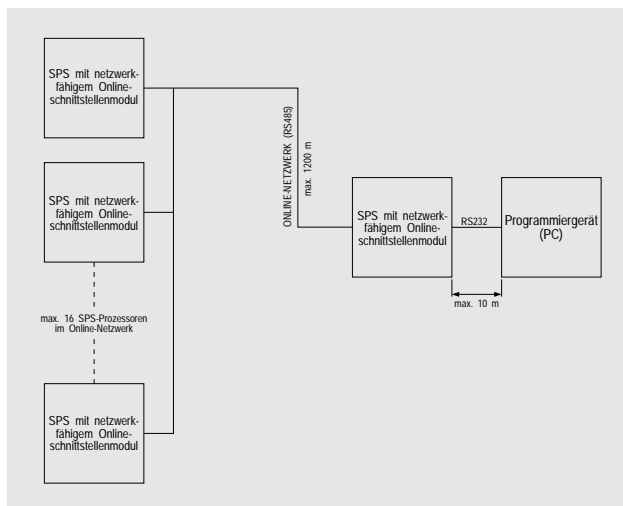 SPS mit netzwerk-
fähigem Online-
schnittstellenmodul
SPS mit netzwerk-
fähigem Online-
schnittstellenmodul
max. 16 SPS-Prozessoren
im Online-Netzwerk
SPS mit netzwerk-
fähigem Online-
schnittstellenmodul
ONLINE-NETZWERK (RS485)
max. 1200 m
SPS mit netzwerk-
fähigem Online-
schnittstellenmodul
RS232
max. 10 m
Programmiergerät
(PC)